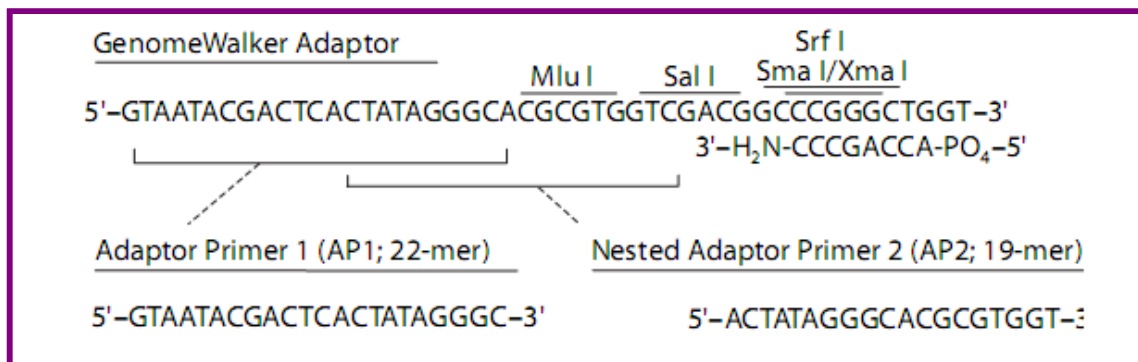 GenomeWalker Adaptor
Srf I
Mlu I Sal I Sma I/Xma I
5'–GTAATACGACTCACTATAGGGCACGCGTGGTCGACGGCCCGGGCTGGT–3'
3'–H₂N-CCCGACCA-PO₄–5'
Adaptor Primer 1 (AP1; 22-mer) Nested Adaptor Primer 2 (AP2; 19-mer)
5'–GTAATACGACTCACTATAGGGC–3' 5'–ACTATAGGGCACGCGTGGT–3